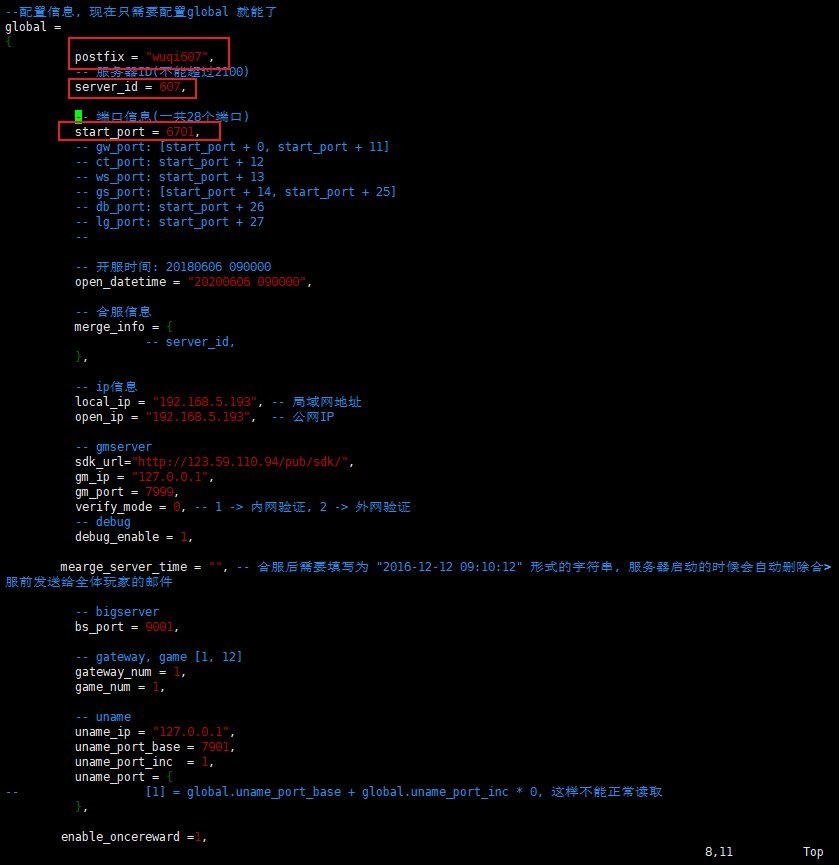 --配置信息, 现在只需要配置global 就能了
global =
{
postfix = "wuqi607",
-- 服务器ID(不能超过2100)
server_id = 607,
-- 端口信息(一共28个端口)
start_port = 6701,
-- gw_port: [start_port + 0, start_port + 11]
-- ct_port: start_port + 12
-- ws_port: start_port + 13
-- gs_port: [start_port + 14, start_port + 25]
-- db_port: start_port + 26
-- lg_port: start_port + 27
--
-- 开服时间: 20180606 090000
open_datetime = "20200606 090000",
-- 合服信息
merge_info = {
-- server_id,
},
-- ip信息
local_ip = "192.168.5.193", -- 局域网地址
open_ip = "192.168.5.193",  -- 公网IP
-- gmserver
sdk_url="http://123.59.110.94/pub/sdk/",
gm_ip = "127.0.0.1",
gm_port = 7999,
verify_mode = 0, -- 1 -> 内网验证, 2 -> 外网验证
-- debug
debug_enable = 1,
mearge_server_time = "", -- 合服后需要填写为 "2016-12-12 09:10:12" 形式的字符串, 服务器启动的时候会自动删除合>
服前发送给全体玩家的邮件
-- bigserver
bs_port = 9001,
-- gateway, game [1, 12]
gateway_num = 1,
game_num = 1,
-- uname
uname_ip = "127.0.0.1",
uname_port_base = 7901,
uname_port_inc  = 1,
uname_port = {
--                  [1] = global.uname_port_base + global.uname_port_inc * 0, 这样不能正常读取
},
enable_oncereward =1,
8,11 Top